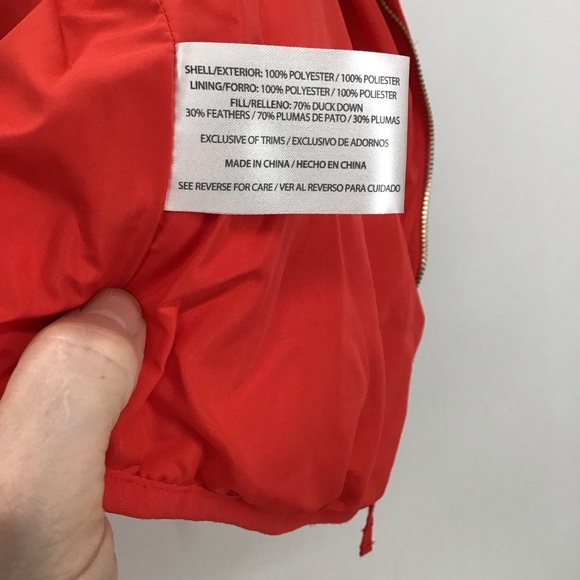 SHELL/EXTERIOR: 100% POLYESTER / 100% POLIESTER
LINING/FORRO: 100% POLYESTER / 100% POLIESTER
FILL/RELLENO: 70% DUCK DOWN
30% FEATHERS / 70% PLUMAS DE PATO / 30% PLUMAS
EXCLUSIVE OF TRIMS / EXCLUSIVO DE ADORNOS
MADE IN CHINA / HECHO EN CHINA
SEE REVERSE FOR CARE / VER AL REVERSO PARA CUIDADO